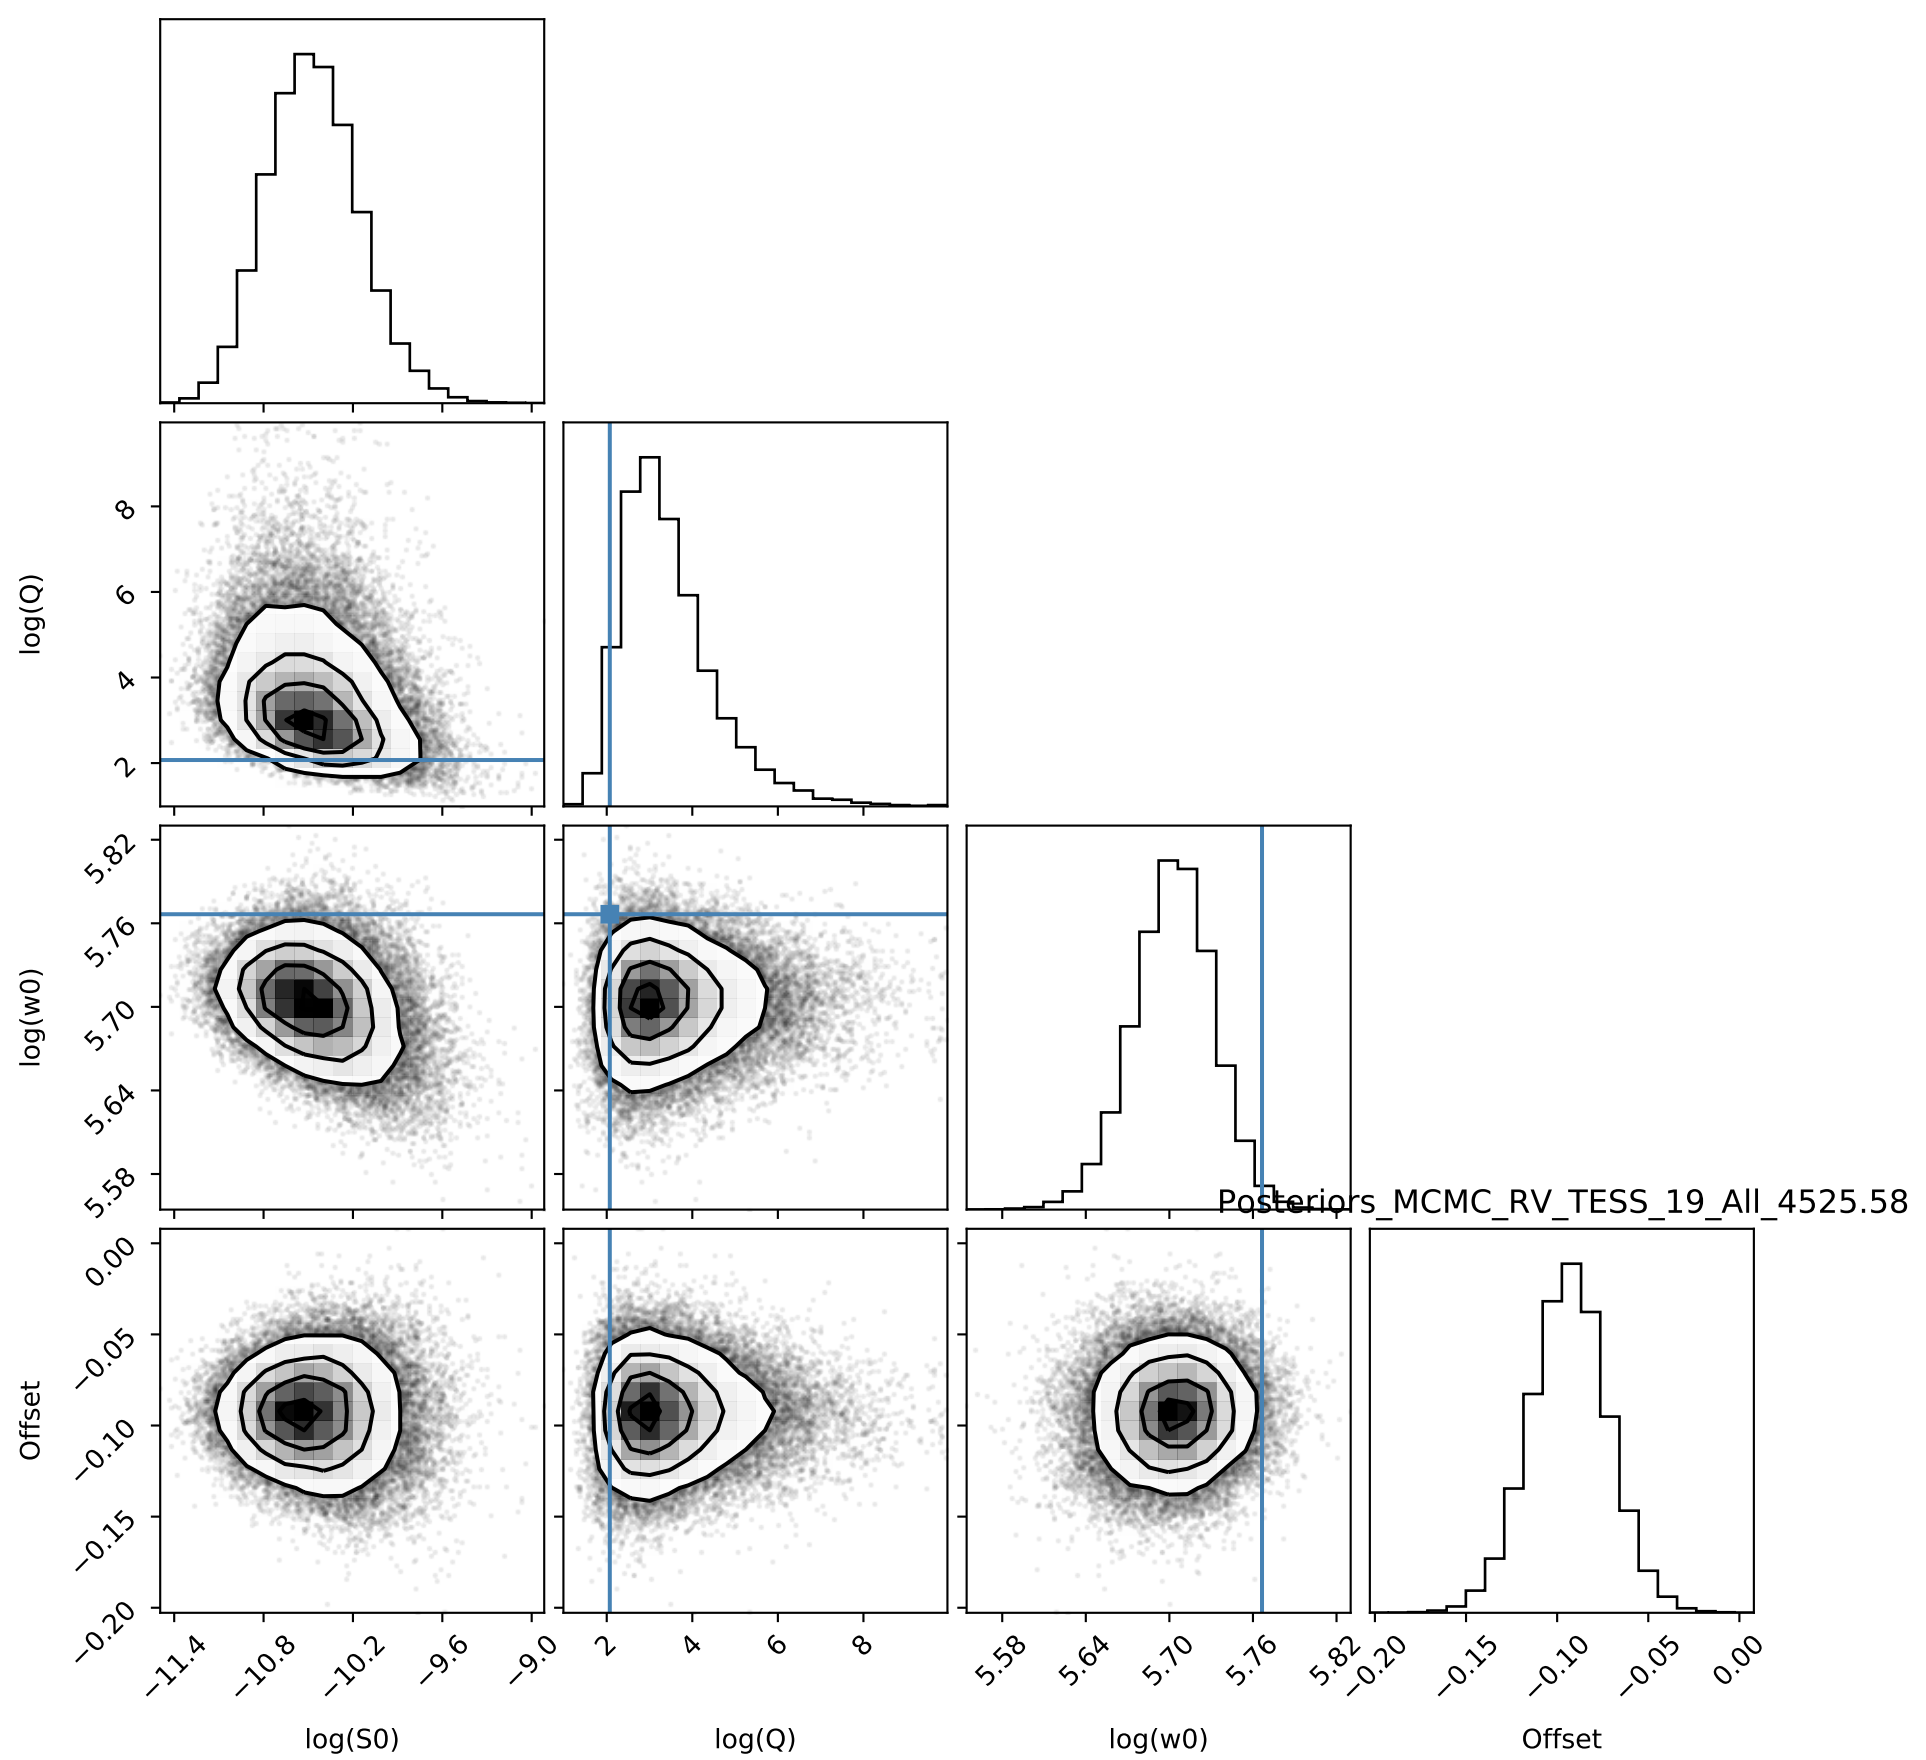 log(Q)
8
6
4
2
log(w0)
5.82
5.76
5.70
5.64
5.58
Posteriors_MCMC_RV_TESS_19_All_4525.58
Offset
0.00
−0.05
−0.10
−0.15
−0.20
−11.4 −10.8 −10.2 −9.6 −9.0 2 4 6 8 5.58 5.64 5.70 5.76 5.82 −0.20 −0.15 −0.10 −0.05 0.00
log(S0) log(Q) log(w0) Offset